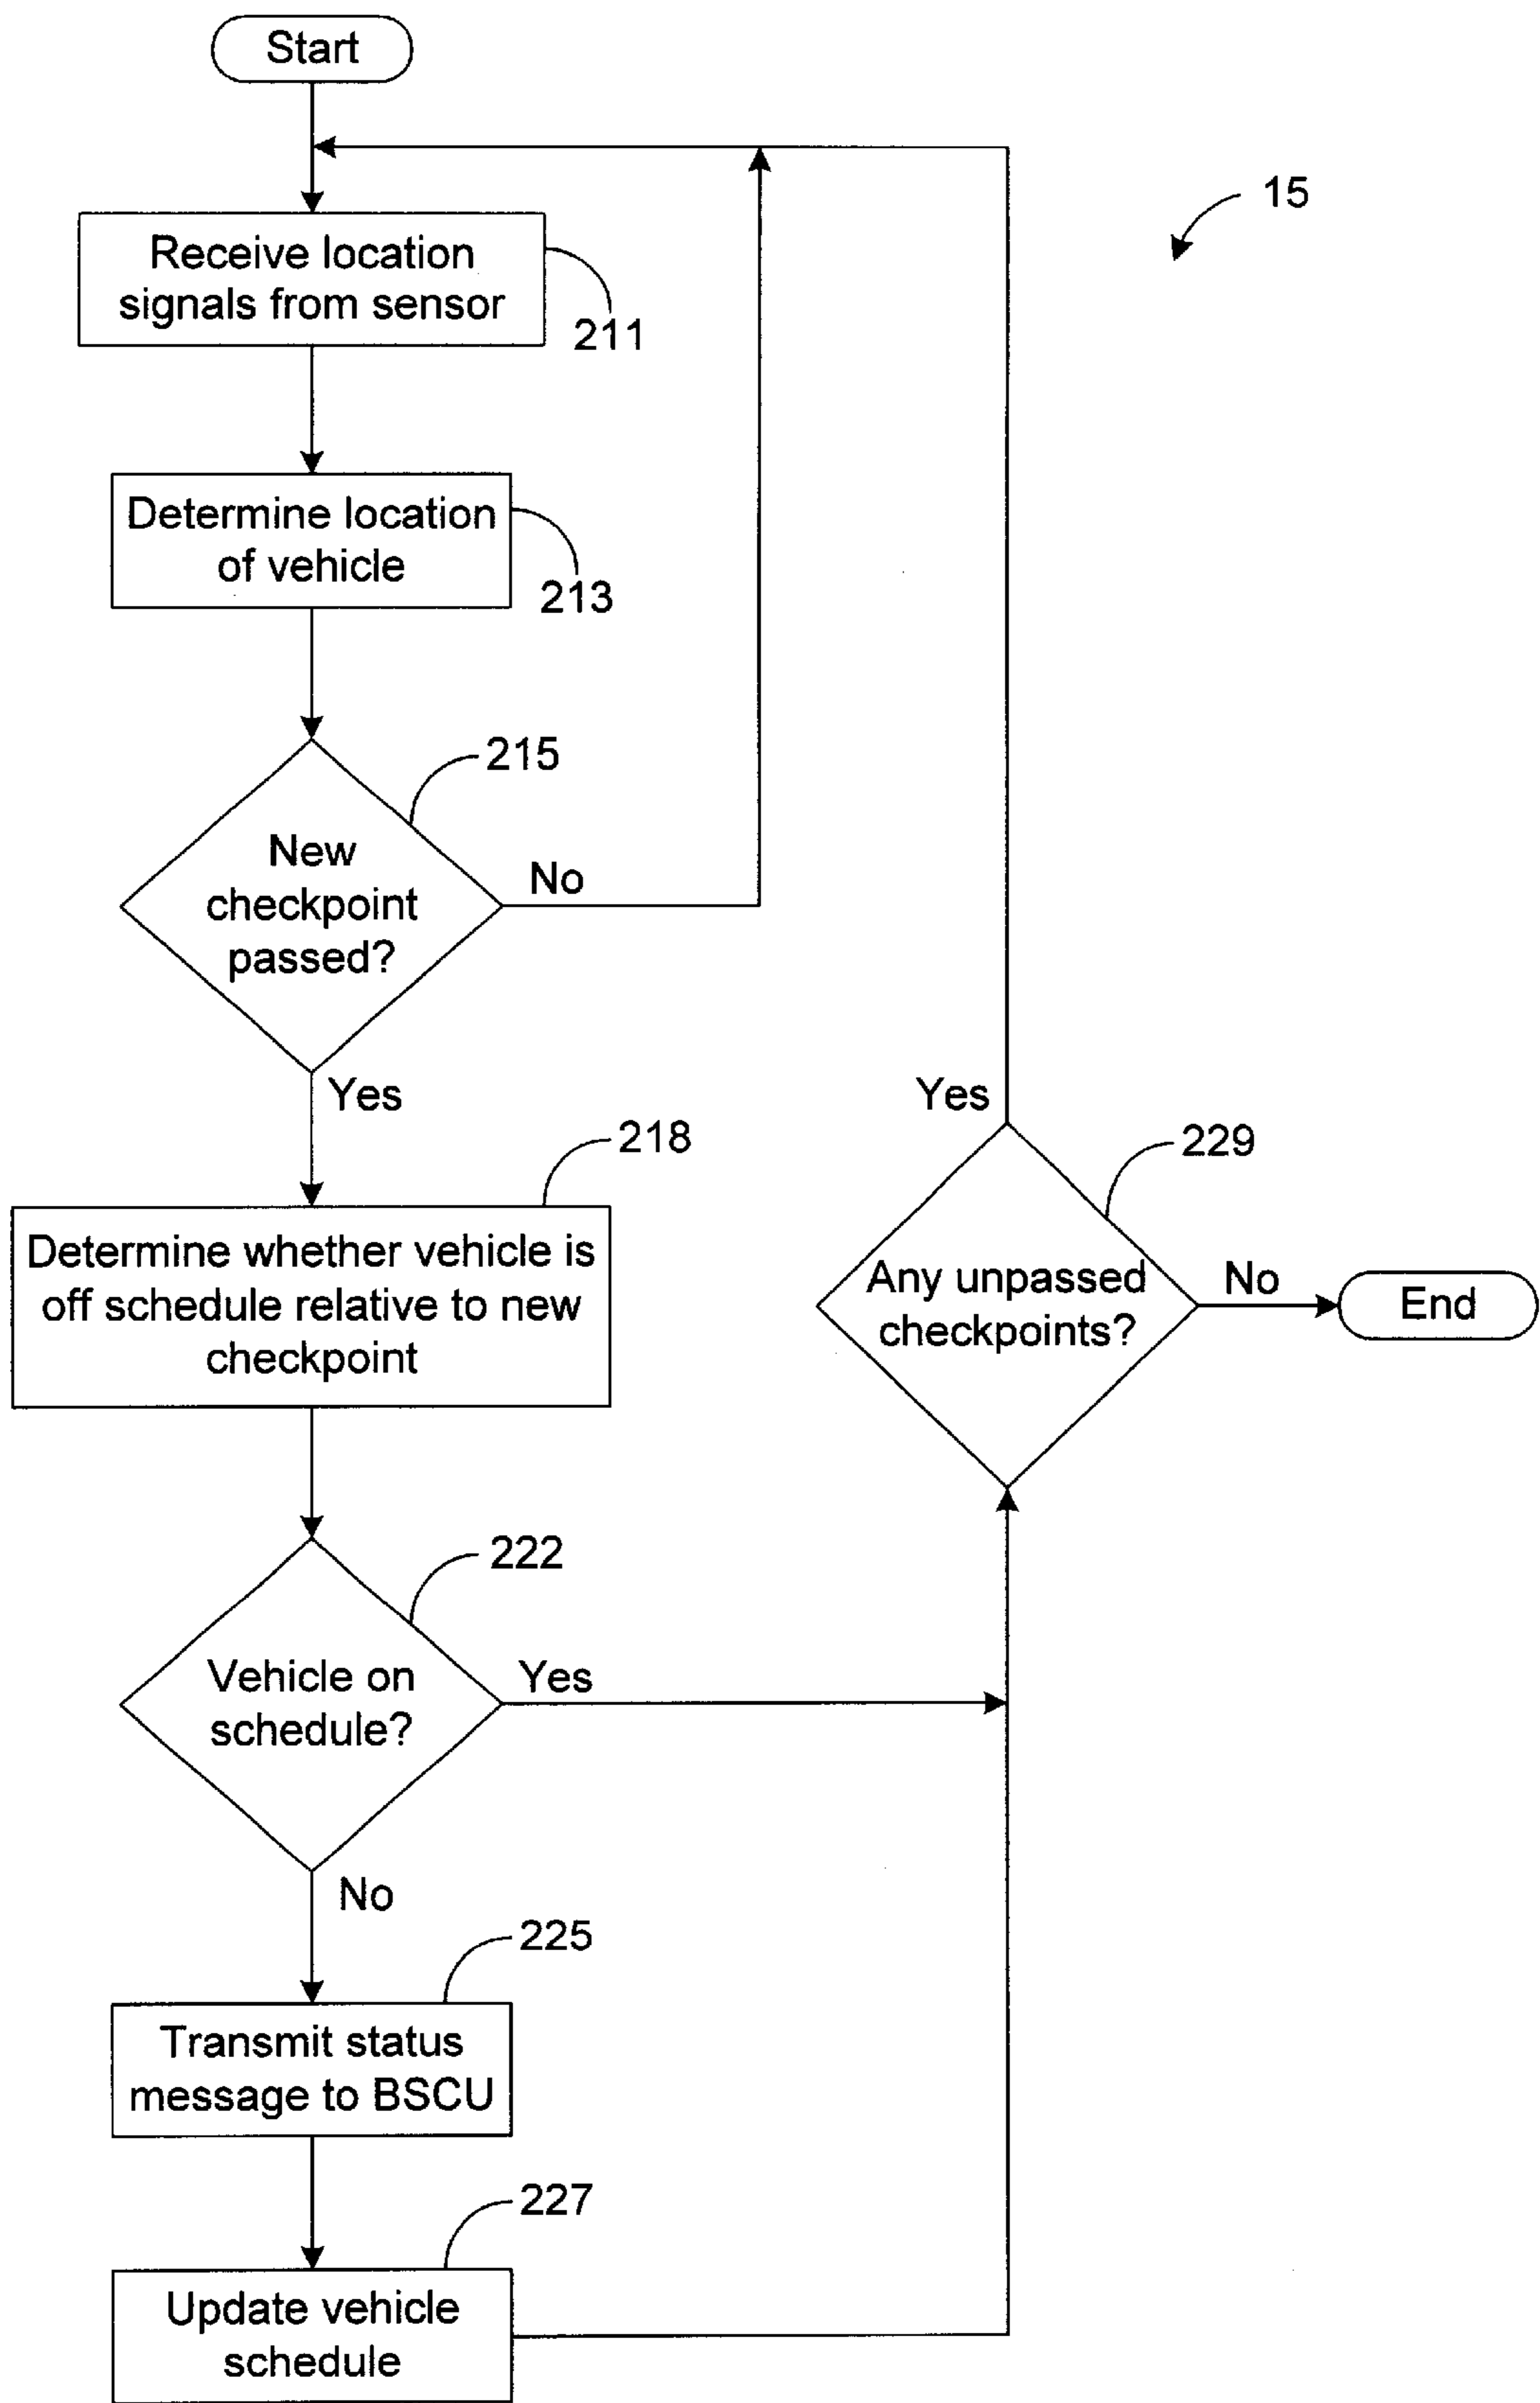 Start
15
Receive location
signals from sensor
211
Determine location
of vehicle
213
215
New
checkpoint
passed?
No
Yes
218
Determine whether vehicle is
off schedule relative to new
checkpoint
Yes
229
Any unpassed
checkpoints?
No
End
222
Vehicle on
schedule?
Yes
No
225
Transmit status
message to BSCU
227
Update vehicle
schedule